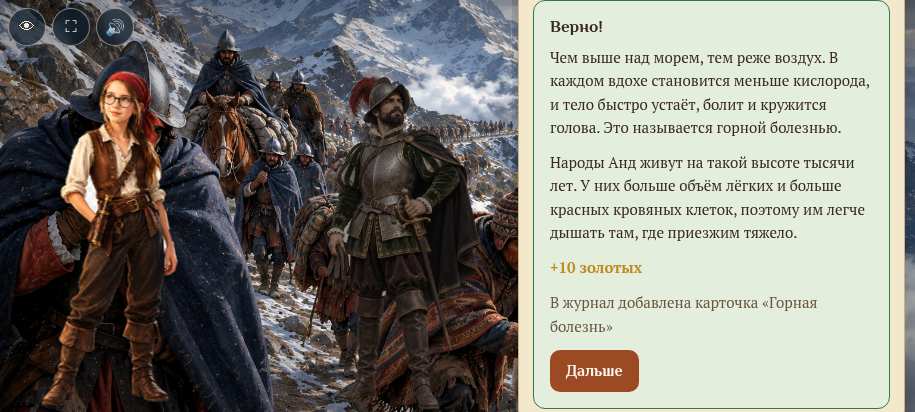 Верно!
Чем выше над морем, тем реже воздух. В
каждом вдохе становится меньше кислорода,
и тело быстро устаёт, болит и кружится
голова. Это называется горной болезнью.
Народы Анд живут на такой высоте тысячи
лет. У них больше объём лёгких и больше
красных кровяных клеток, поэтому им легче
дышать там, где приезжим тяжело.
+10 золотых
В журнал добавлена карточка «Горная
болезнь»
Дальше